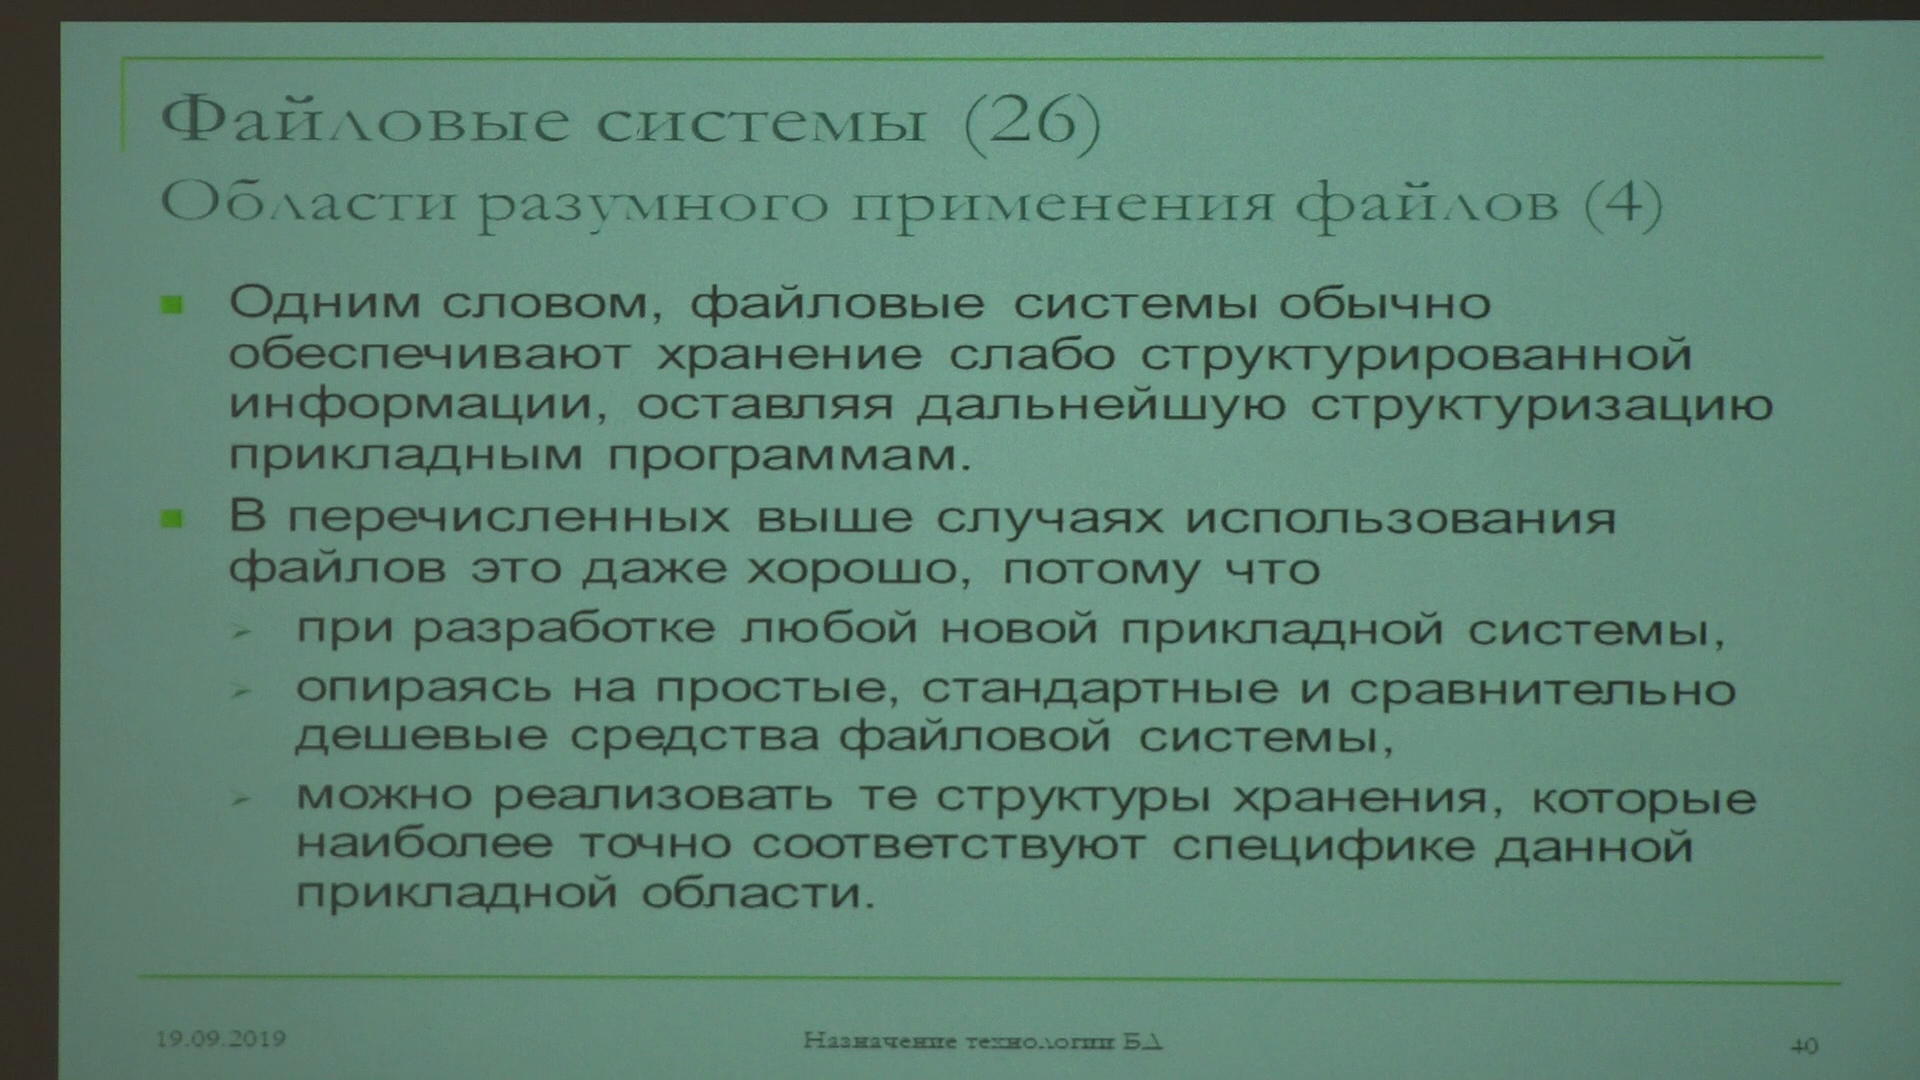 Файловые системы (26)
Области разумного применения файлов (4)
Одним словом, файловые системы обычно
обеспечивают хранение слабо структурированной
информации, оставляя дальнейшую структуризацию
прикладным программам.
В перечисленных выше случаях использования
файлов это даже хорошо, потому что
при разработке любой новой прикладной системы,
опираясь на простые, стандартные и сравнительно
дешевые средства файловой системы,
можно реализовать те структуры хранения, которые
наиболее точно соответствуют специфике данной
прикладной области.
19.09.2019
Назначение технологии БД
40